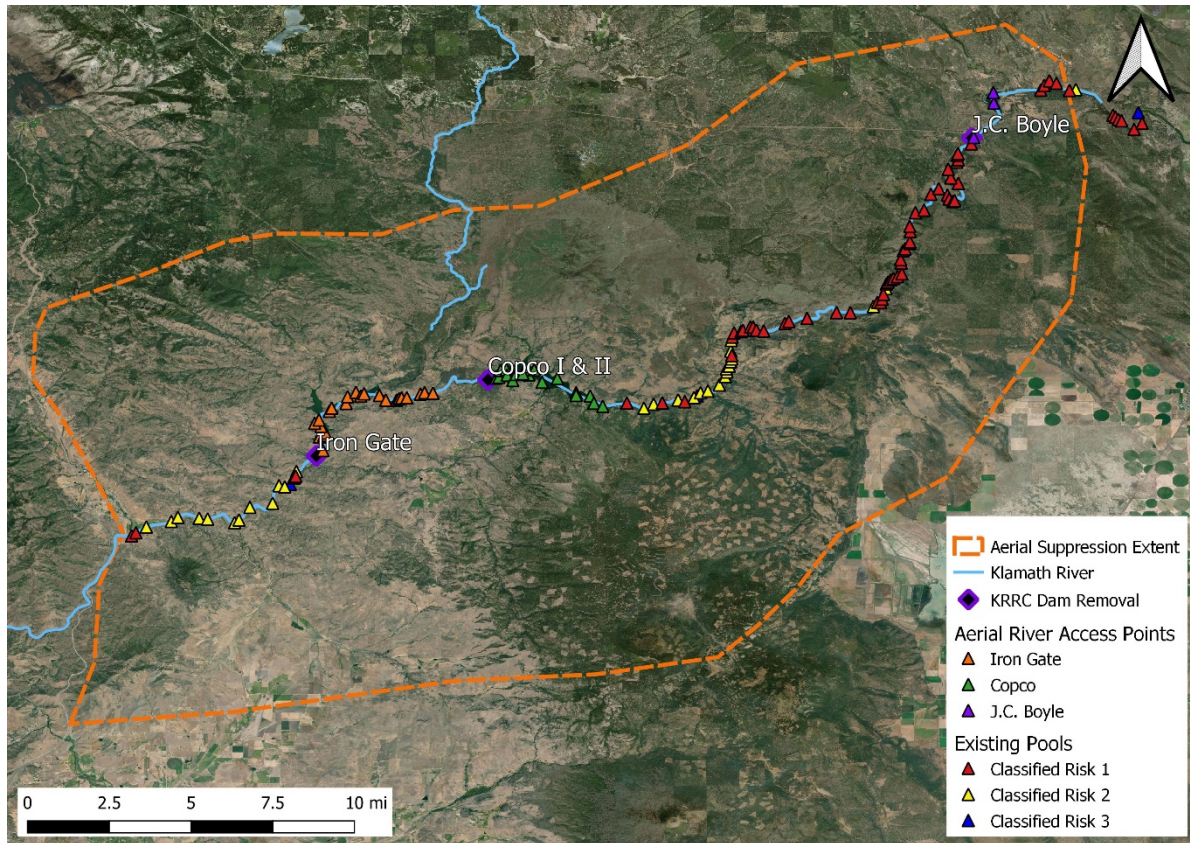 J.C. Boyle
Copco I & II
Iron Gate
Aerial Suppression Extent
Klamath River
KRRC Dam Removal
Aerial River Access Points
Iron Gate
Copco
J.C. Boyle
Existing Pools
Classified Risk 1
Classified Risk 2
Classified Risk 3
0 2.5 5 7.5 10 mi